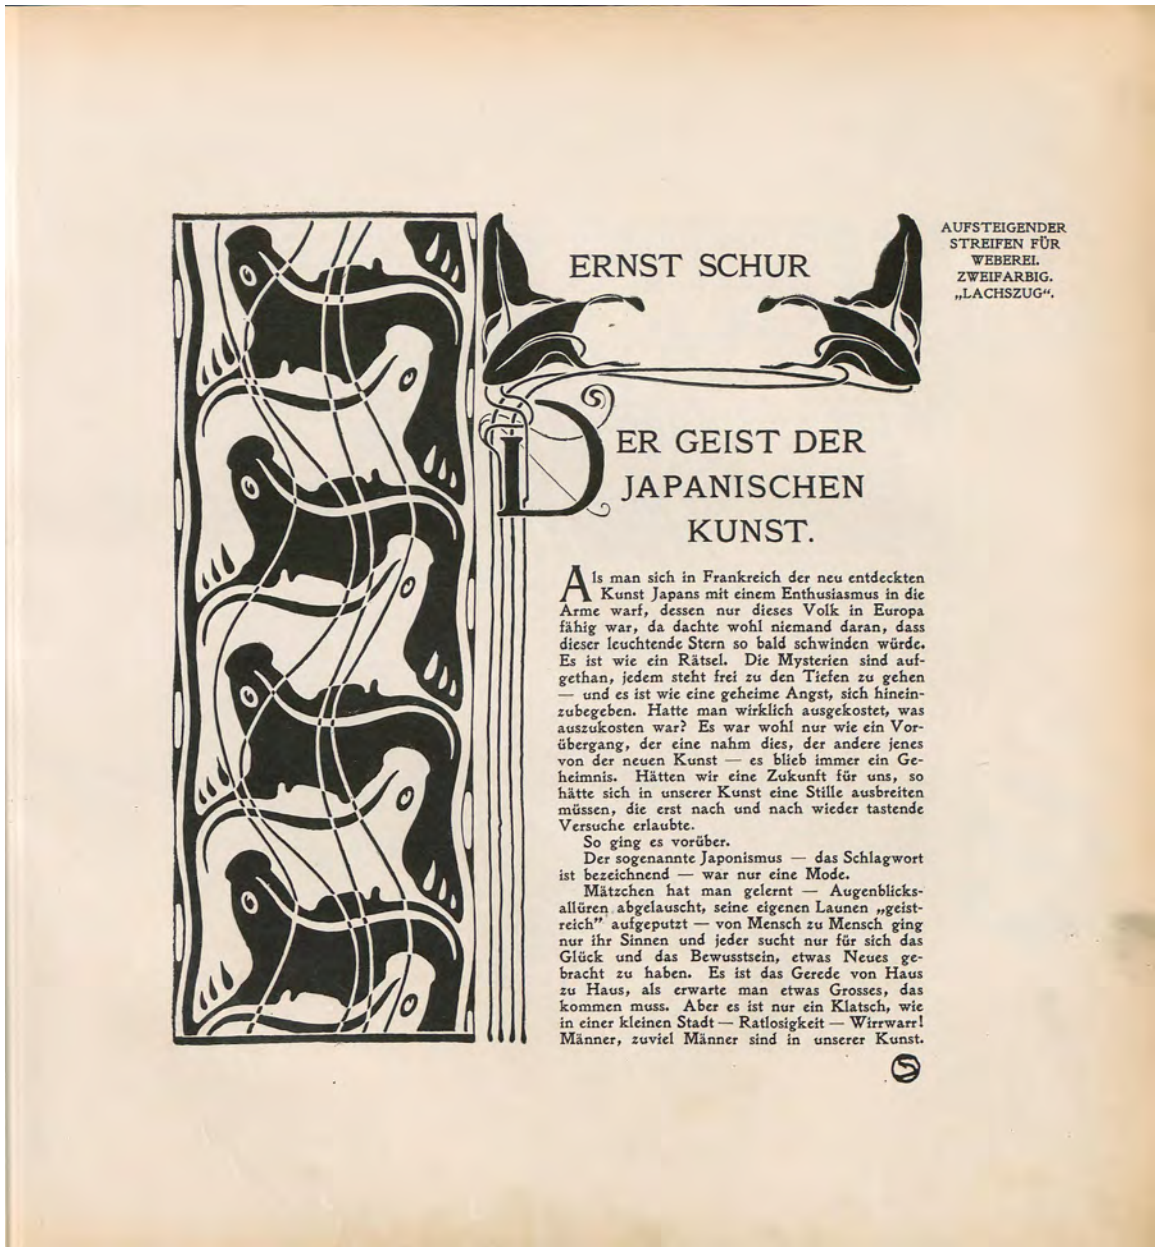 ERNST SCHUR
AUFSTEIGENDER
STREIFEN FÜR
WEBEREI.
ZWEIFARBIG.
„LACHSZUG“.
DER GEIST DER
JAPANISCHEN
KUNST.
Als man sich in Frankreich der neu entdeckten
Kunst Japans mit einem Enthusiasmus in die
Arme warf, dessen nur dieses Volk in Europa
fähig war, da dachte wohl niemand daran, dass
dieser leuchtende Stern so bald schwinden würde.
Es ist wie ein Rätsel. Die Mysterien sind auf-
gethan, jedem steht frei zu den Tiefen zu gehen
— und es ist wie eine geheime Angst, sich hinein-
zubegeben. Hatte man wirklich ausgekostet, was
auszukosten war? Es war wohl nur wie ein Vor-
übergang, der eine nahm dies, der andere jenes
von der neuen Kunst — es blieb immer ein Ge-
heimnis. Hätten wir eine Zukunft für uns, so
hätte sich in unserer Kunst eine Stille ausbreiten
müssen, die erst nach und nach wieder tastende
Versuche erlaubte.
So ging es vorüber.
Der sogenannte Japonismus — das Schlagwort
ist bezeichnend — war nur eine Mode.
Mätzchen hat man gelernt — Augenblicks-
allüren abgelauscht, seine eigenen Launen „geist-
reich” aufgeputzt — von Mensch zu Mensch ging
nur ihr Sinnen und jeder sucht nur für sich das
Glück und das Bewusstsein, etwas Neues ge-
bracht zu haben. Es ist das Gerede von Haus
zu Haus, als erwarte man etwas Grosses, das
kommen muss. Aber es ist nur ein Klatsch, wie
in einer kleinen Stadt — Ratlosigkeit — Wirrwarr!
Männer, zuviel Männer sind in unserer Kunst.